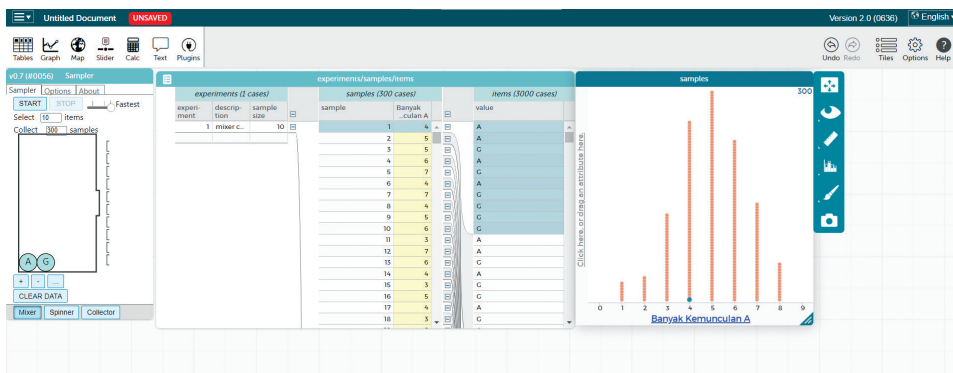 Untitled Document UNSAVED Version 2.0 (0636) English
Tables Graph Map Slider Calc Text Plugins Undo Redo Tiles Options Help
v0.7 (#0056) Sampler
Sampler Options About
START STOP Fastest
Select 10 items
Collect 300 samples
A G
+ - ...
CLEAR DATA
Mixer Spinner Collector
experiments/samples/items
experiments (1 cases) samples (300 cases) items (3000 cases)
experi-ment descrip-tion sample size sample Banyak ...culan A value
1 mixer c... 10 1 4 A
2 5 A
3 5 G
4 6 A
5 7 G
6 4 A
7 7 G
8 4 G
9 5 G
10 6 G
11 3 A
12 7 A
13 6 G
14 4 A
15 3 G
16 5 G
17 4 A
18 3 G
samples
300
Click here, or drag an attribute here.
0 1 2 3 4 5 6 7 8 9
Banyak Kemunculan A